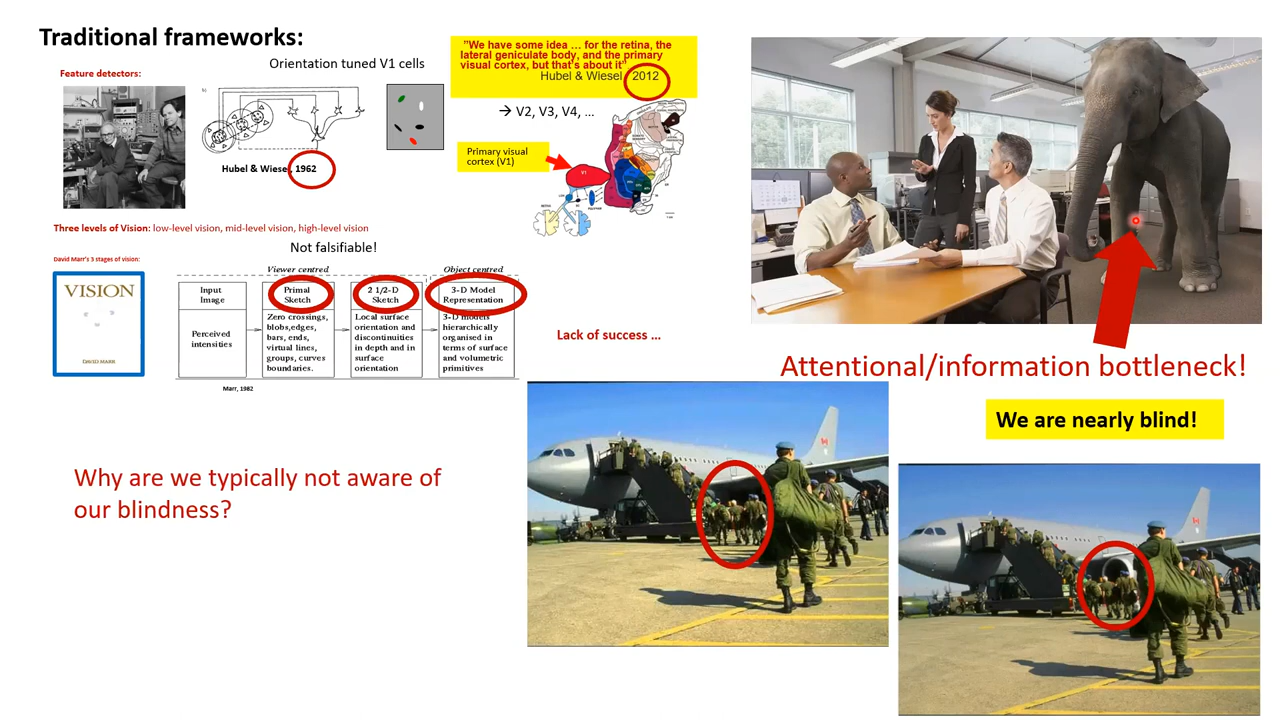 Traditional frameworks:
Feature detectors:
Orientation tuned V1 cells
b)
Hubel & Wiesel, 1962
"We have some idea … for the retina, the
lateral geniculate body, and the primary
visual cortex, but that's about it"
Hubel & Wiesel 2012
→ V2, V3, V4, …
Primary visual
cortex (V1)
V1
Three levels of Vision: low-level vision, mid-level vision, high-level vision
Not falsifiable!
David Marr's 3 stages of vision:
VISION
DAVID MARR
Viewer centred
Object centred
Input
Image
Primal
Sketch
2 1/2-D
Sketch
3-D Model
Representation
Perceived
intensities
Zero crossings,
blobs,edges,
bars, ends,
virtual lines,
groups, curves
boundaries.
Local surface
orientation and
discontinuities
in depth and in
surface
orientation
3-D models
hierarchically
organised in
terms of surface
and volumetric
primitives
Marr, 1982
Lack of success …
Attentional/information bottleneck!
We are nearly blind!
Why are we typically not aware of
our blindness?